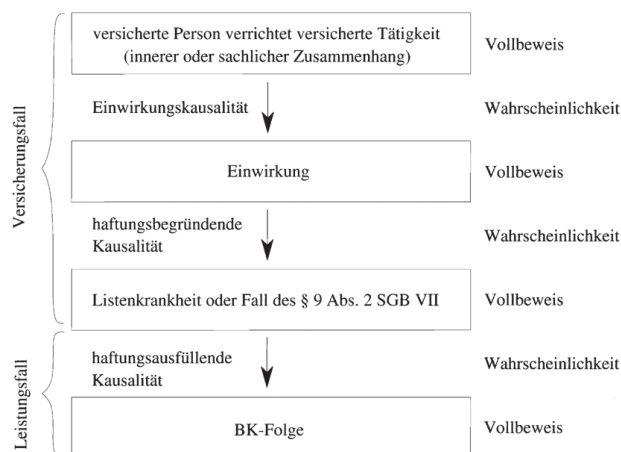 versicherte Person verrichtet versicherte Tätigkeit
(innerer oder sachlicher Zusammenhang)
Vollbeweis
Einwirkungskausalität
Wahrscheinlichkeit
Versicherungsfall
Einwirkung
Vollbeweis
haftungsbegründende
Kausalität
Wahrscheinlichkeit
Listenkrankheit oder Fall des § 9 Abs. 2 SGB VII
Vollbeweis
haftungsausfüllende
Kausalität
Wahrscheinlichkeit
Leistungsfall
BK-Folge
Vollbeweis